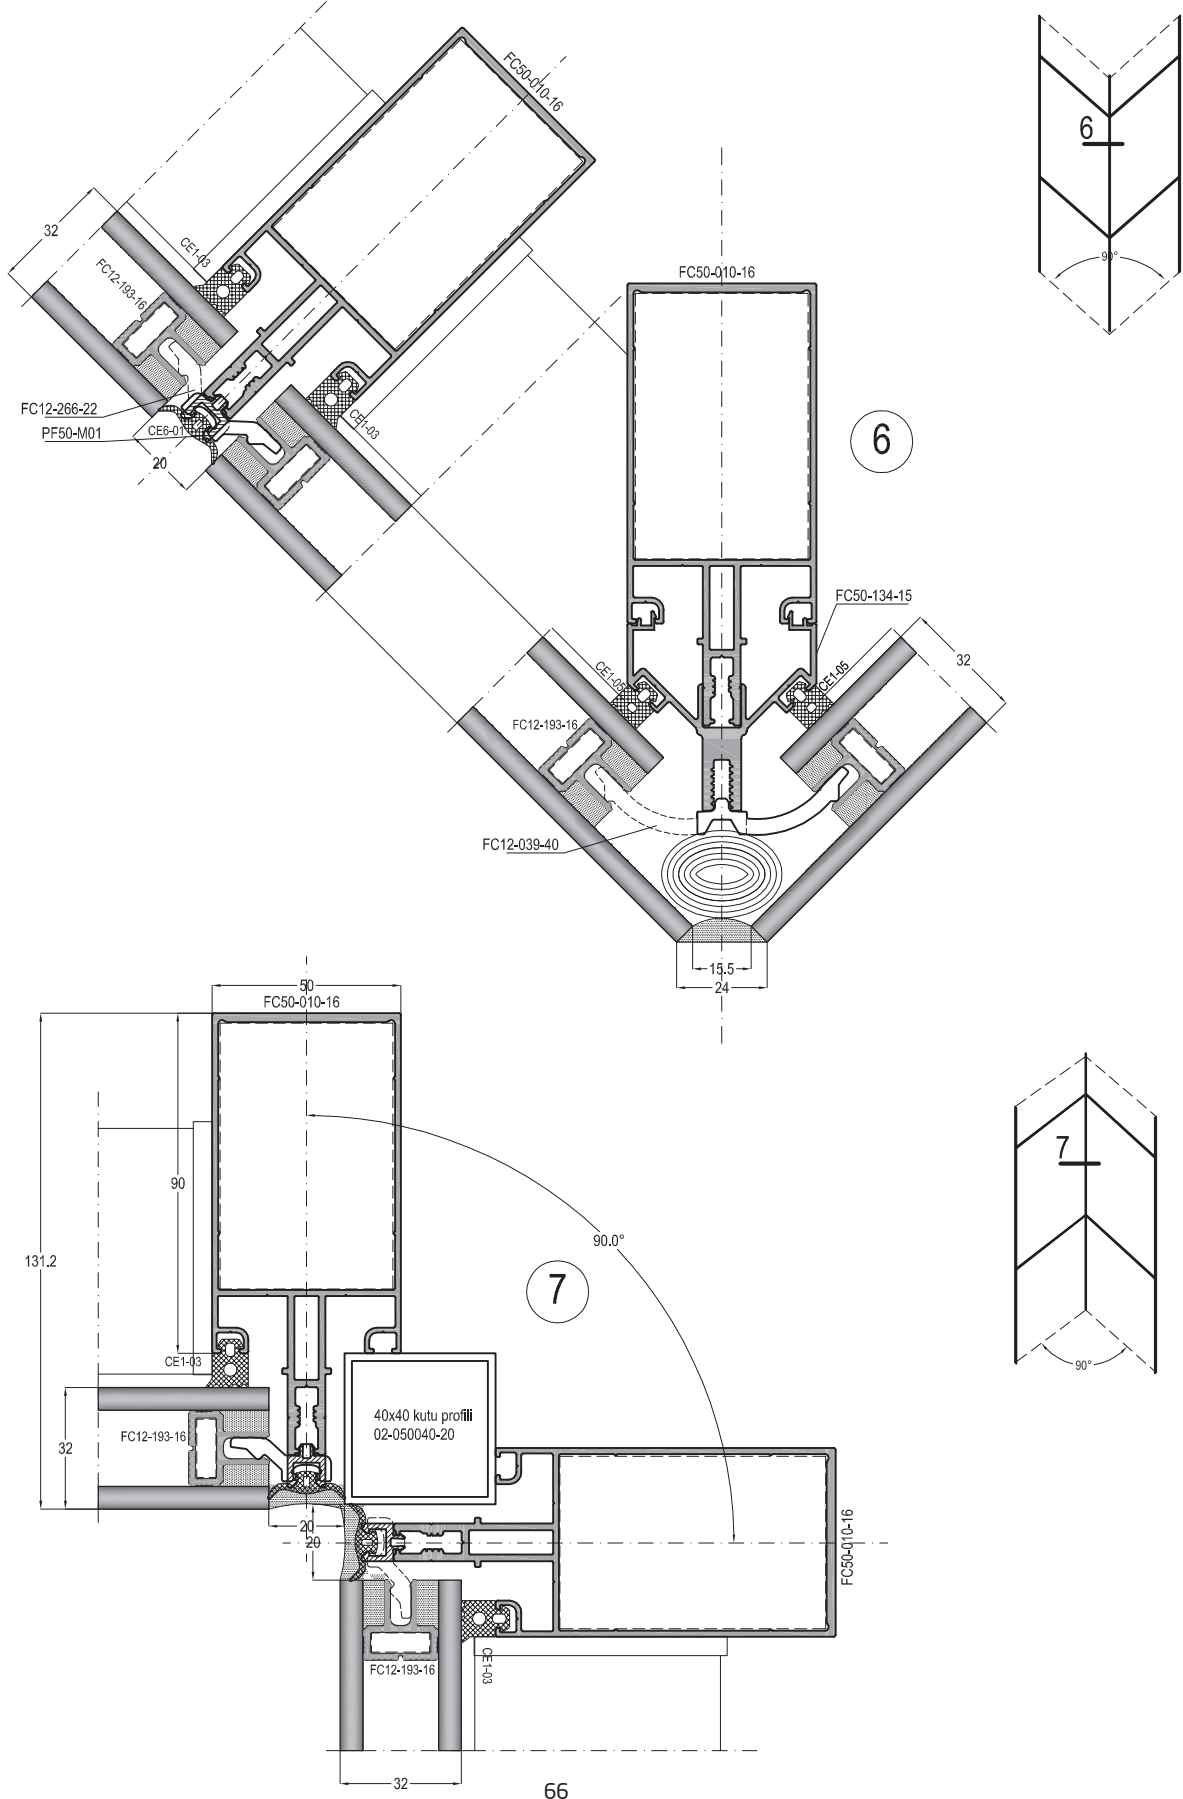 FC50-010-16
6
90°
32
CE1-03
FC12-193-16
FC50-010-16
FC12-266-22
PF50-M01
CE6-01
CE1-03
20
6
FC50-134-15
CE1-05
CE1-05
32
FC12-193-16
FC12-039-40
15.5
24
50
FC50-010-16
90
131.2
90.0°
7
7
90°
CE1-03
40x40 kutu profili
02-050040-20
FC12-193-16
32
20
20
FC50-010-16
CE1-03
FC12-193-16
32
66